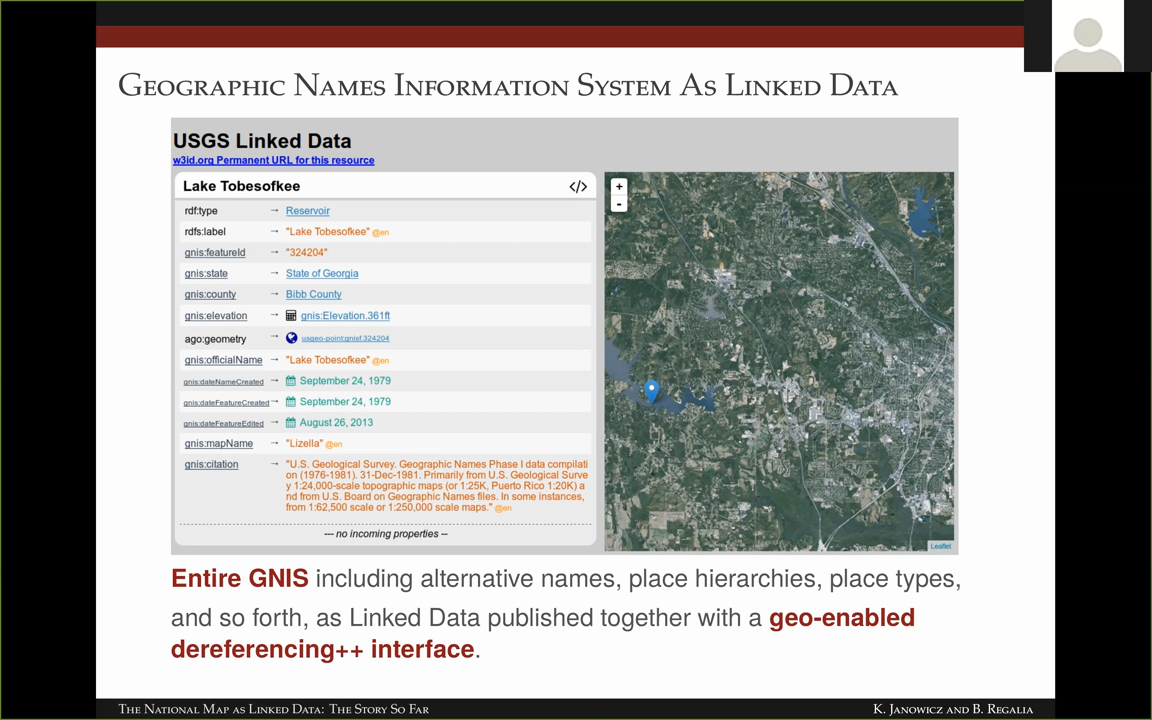 Geographic Names Information System As Linked Data
USGS Linked Data
w3id.org Permanent URL for this resource
Lake Tobesofkee </>
rdf:type → Reservoir
rdfs:label → "Lake Tobesofkee" @en
gnis:featureId → "324204"
gnis:state → State of Georgia
gnis:county → Bibb County
gnis:elevation → gnis:Elevation.361ft
ago:geometry → usgeo-point:gnisf.324204
gnis:officialName → "Lake Tobesofkee" @en
gnis:dateNameCreated → September 24, 1979
gnis:dateFeatureCreated → September 24, 1979
gnis:dateFeatureEdited → August 26, 2013
gnis:mapName → "Lizella" @en
gnis:citation → "U.S. Geological Survey. Geographic Names Phase I data compilati
on (1976-1981). 31-Dec-1981. Primarily from U.S. Geological Surve
y 1:24,000-scale topographic maps (or 1:25K, Puerto Rico 1:20K) a
nd from U.S. Board on Geographic Names files. In some instances,
from 1:62,500 scale or 1:250,000 scale maps." @en
--- no incoming properties --
+
-
Leaflet
Entire GNIS including alternative names, place hierarchies, place types,
and so forth, as Linked Data published together with a geo-enabled
dereferencing++ interface.
The National Map as Linked Data: The Story So Far
K. Janowicz and B. Regalia